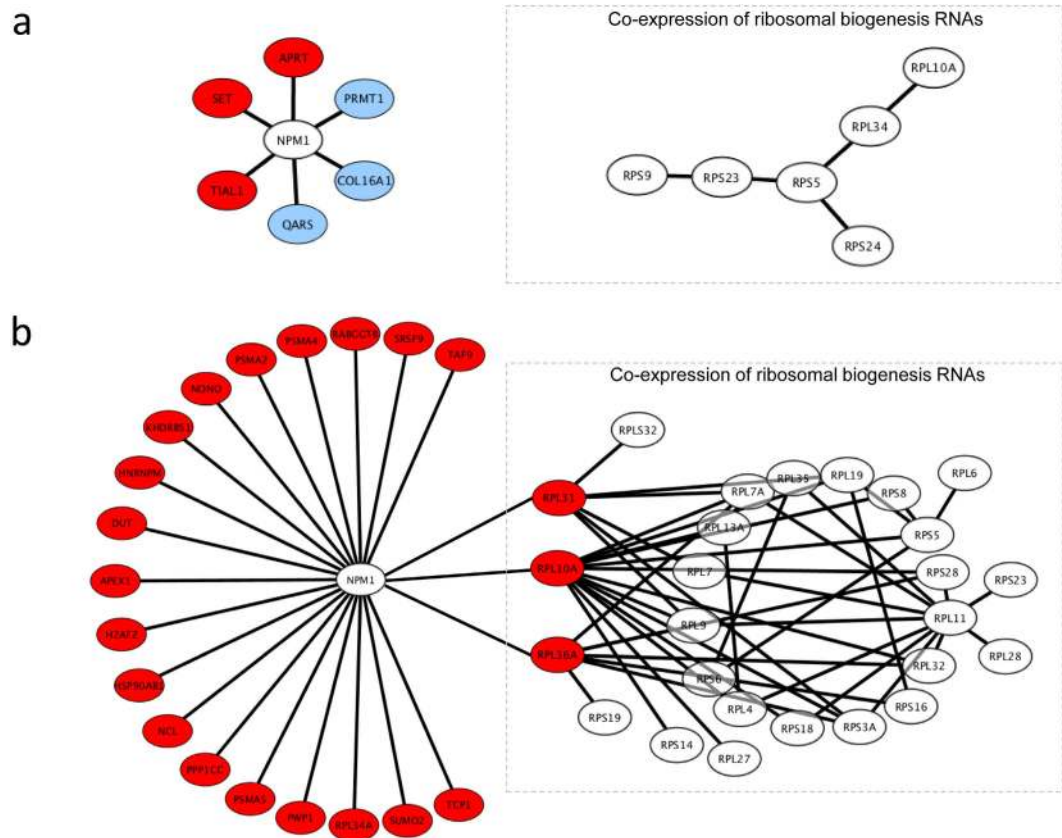 a
Co-expression of ribosomal biogenesis RNAs
APRT
SET
PRMT1
NPM1
TIAL1
COL16A1
QARS
RPL10A
RPL34
RPS9
RPS23
RPS5
RPS24
b
Co-expression of ribosomal biogenesis RNAs
RABGGTB
PSMA4
SRSF9
PSMA2
TAF9
NONO
KHDRBS1
HNRNPM
DUT
APEX1
H2AFZ
HSP90AB1
NCL
PPP1CC
PSMA5
PWP1
SUMO2
TCP1
NPM1
RPL31
RPL10A
RPLS32
RPL7A
RPL35
RPL19
RPS8
RPL6
RPL13A
RPS5
RPL7
RPS28
RPS23
RPL9
RPL11
RPL32
RPL28
RPS6
RPL4
RPS18
RPS3A
RPS16
RPS19
RPS14
RPL27